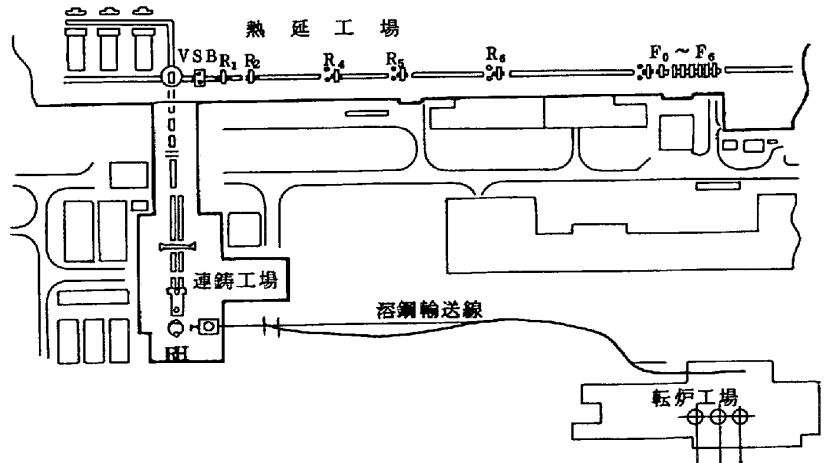 熱延工場
VSB R₁ R₂ R₄ R₅ R₆ F₀～F₆
連鋳工場
溶鋼輸送線
RH
転炉工場